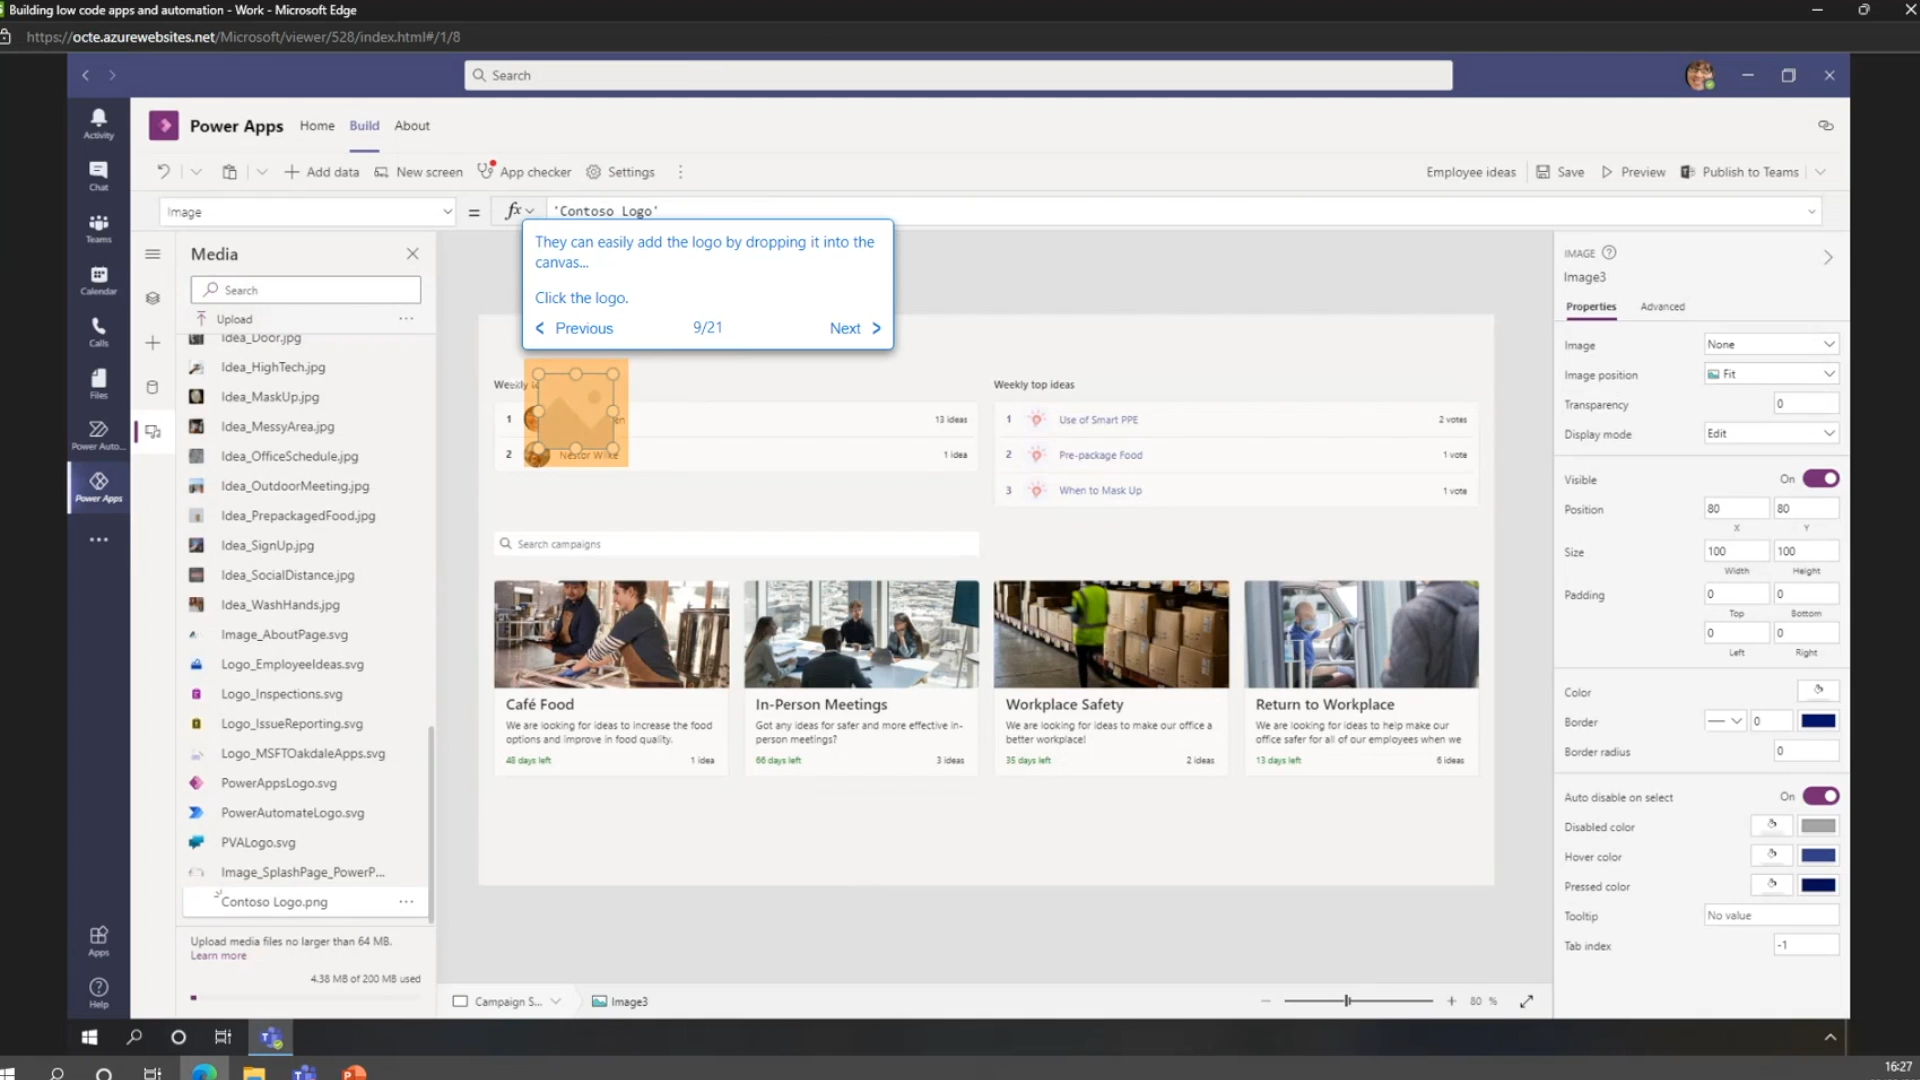 Building low code apps and automation - Work - Microsoft Edge
https://octe.azurewebsites.net/Microsoft/viewer/528/index.html#/1/8
Search
Activity
Chat
Teams
Calendar
Calls
Files
Power Auto...
Power Apps
Apps
Help
Power Apps Home Build About
Add data New screen App checker Settings Employee ideas Save Preview Publish to Teams
Image = fx 'Contoso Logo'
They can easily add the logo by dropping it into the
canvas...
Click the logo.
Previous 9/21 Next
Media
Search
Upload
Idea_Door.jpg
Idea_HighTech.jpg
Idea_MaskUp.jpg
Idea_MessyArea.jpg
Idea_OfficeSchedule.jpg
Idea_OutdoorMeeting.jpg
Idea_PrepackagedFood.jpg
Idea_SignUp.jpg
Idea_SocialDistance.jpg
Idea_WashHands.jpg
Image_AboutPage.svg
Logo_EmployeeIdeas.svg
Logo_Inspections.svg
Logo_IssueReporting.svg
Logo_MSFTOakdaleApps.svg
PowerAppsLogo.svg
PowerAutomateLogo.svg
PVALogo.svg
Image_SplashPage_PowerP...
Contoso Logo.png
Upload media files no larger than 64 MB.
Learn more
4.38 MB of 200 MB used
Weekly
1 13 ideas
2 Nestor Wilke 1 idea
Weekly top ideas
1 Use of Smart PPE 2 votes
2 Pre-package Food 1 vote
3 When to Mask Up 1 vote
Search campaigns
Café Food
We are looking for ideas to increase the food
options and improve in food quality.
48 days left 1 idea
In-Person Meetings
Got any ideas for safer and more effective in-
person meetings?
66 days left 3 ideas
Workplace Safety
We are looking for ideas to make our office a
better workplace!
35 days left 2 ideas
Return to Workplace
We are looking for ideas to help make our
office safer for all of our employees when we
13 days left 6 ideas
Campaign S... Image3
80 %
IMAGE
Image3
Properties Advanced
Image None
Image position Fit
Transparency 0
Display mode Edit
Visible On
Position 80 80
X Y
Size 100 100
Width Height
Padding 0 0
Top Bottom
0 0
Left Right
Color
Border 0
Border radius 0
Auto disable on select On
Disabled color
Hover color
Pressed color
Tooltip No value
Tab index -1
16:27